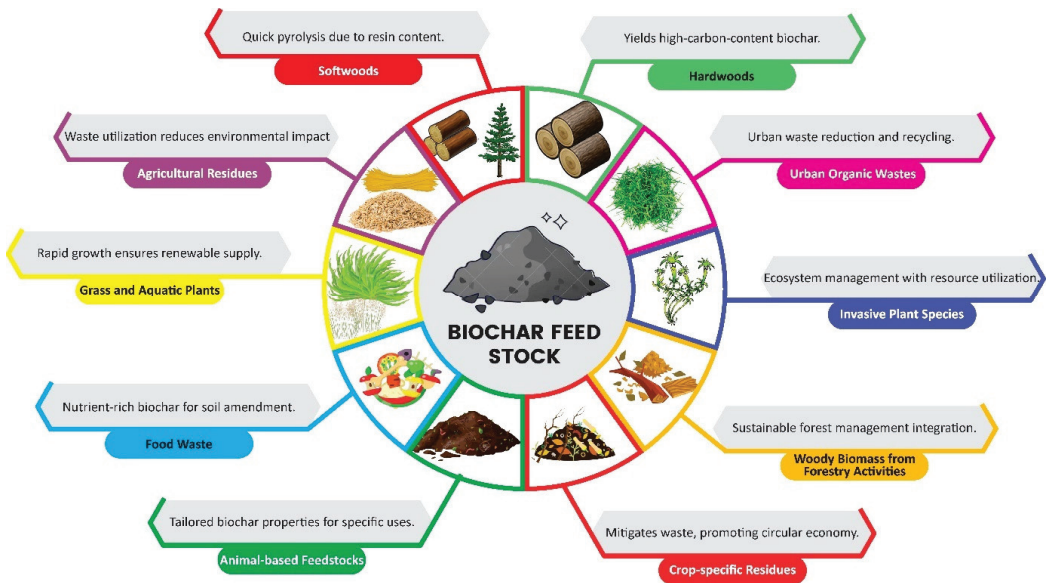 Quick pyrolysis due to resin content.
Softwoods
Yields high-carbon-content biochar.
Hardwoods
Waste utilization reduces environmental impact
Agricultural Residues
Urban waste reduction and recycling.
Urban Organic Wastes
Rapid growth ensures renewable supply.
Grass and Aquatic Plants
Ecosystem management with resource utilization.
Invasive Plant Species
BIOCHAR FEED
STOCK
Nutrient-rich biochar for soil amendment.
Food Waste
Sustainable forest management integration.
Woody Biomass from
Forestry Activities
Tailored biochar properties for specific uses.
Animal-based Feedstocks
Mitigates waste, promoting circular economy.
Crop-specific Residues